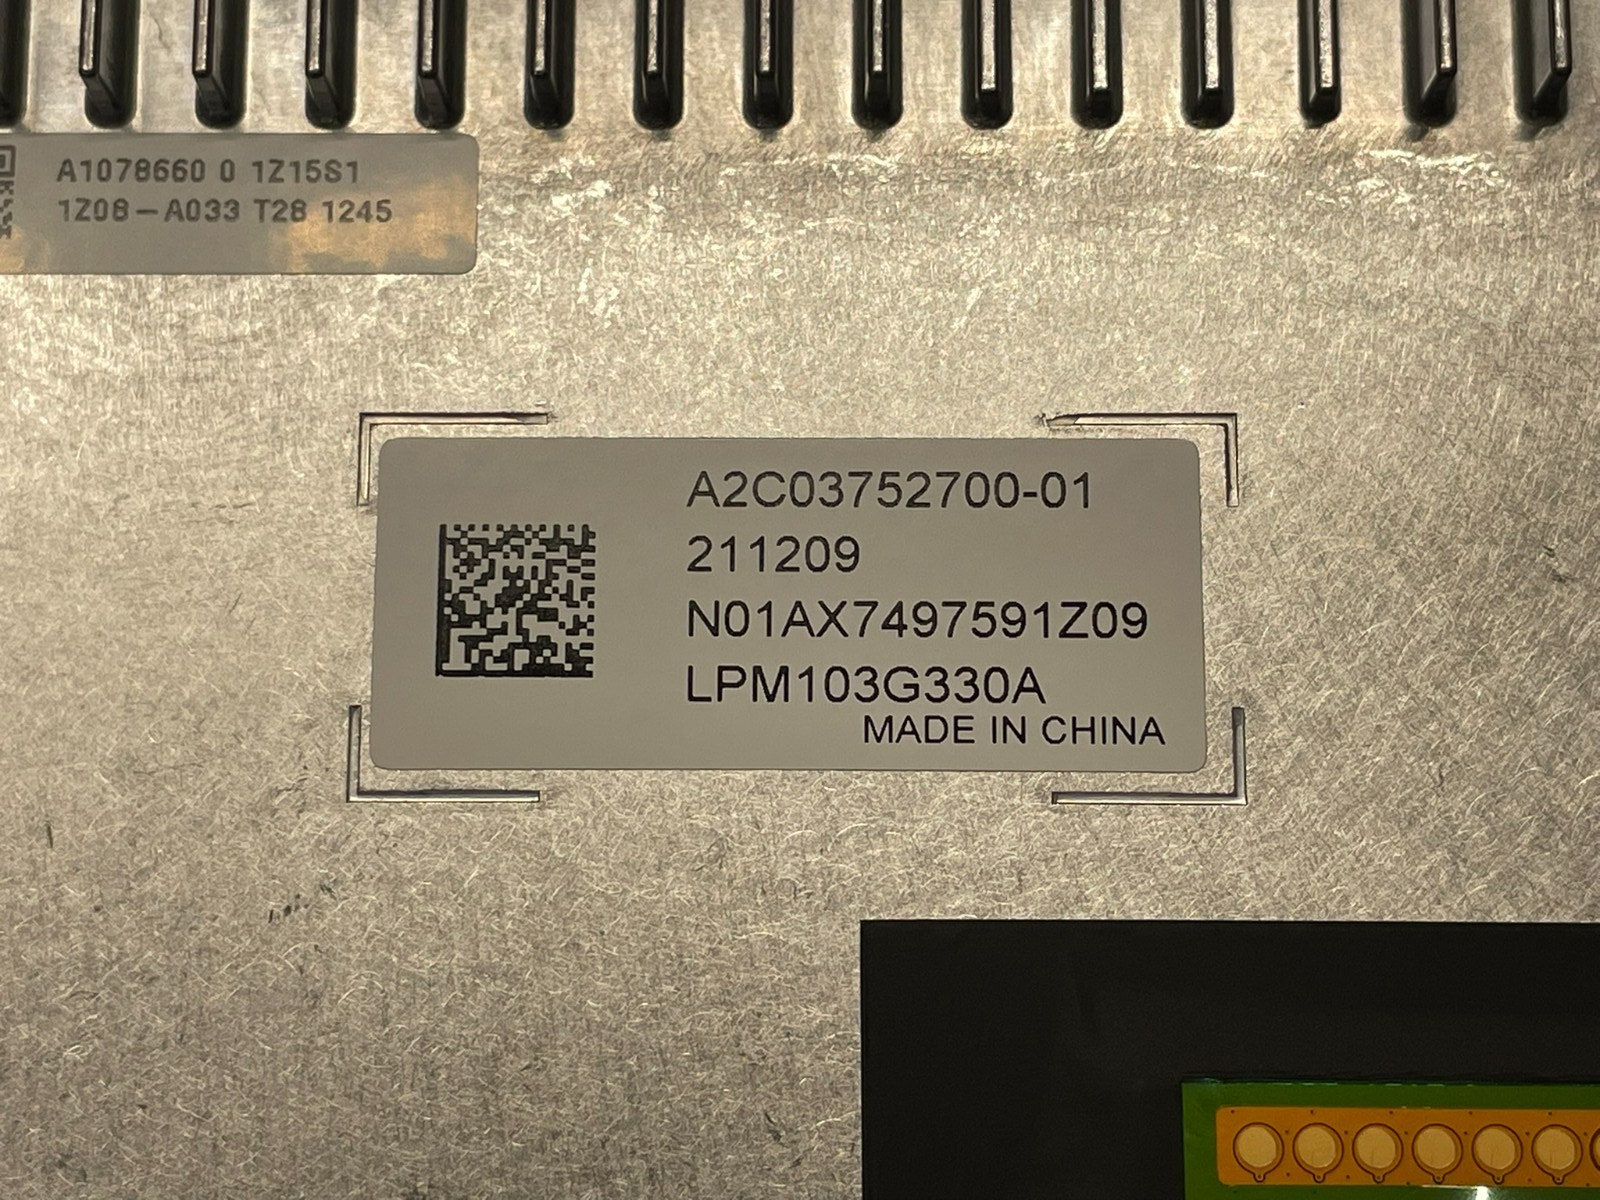 A1078660 0 1Z15S1
1Z08-A033 T28 1245
A2C03752700-01
211209
N01AX7497591Z09
LPM103G330A
MADE IN CHINA